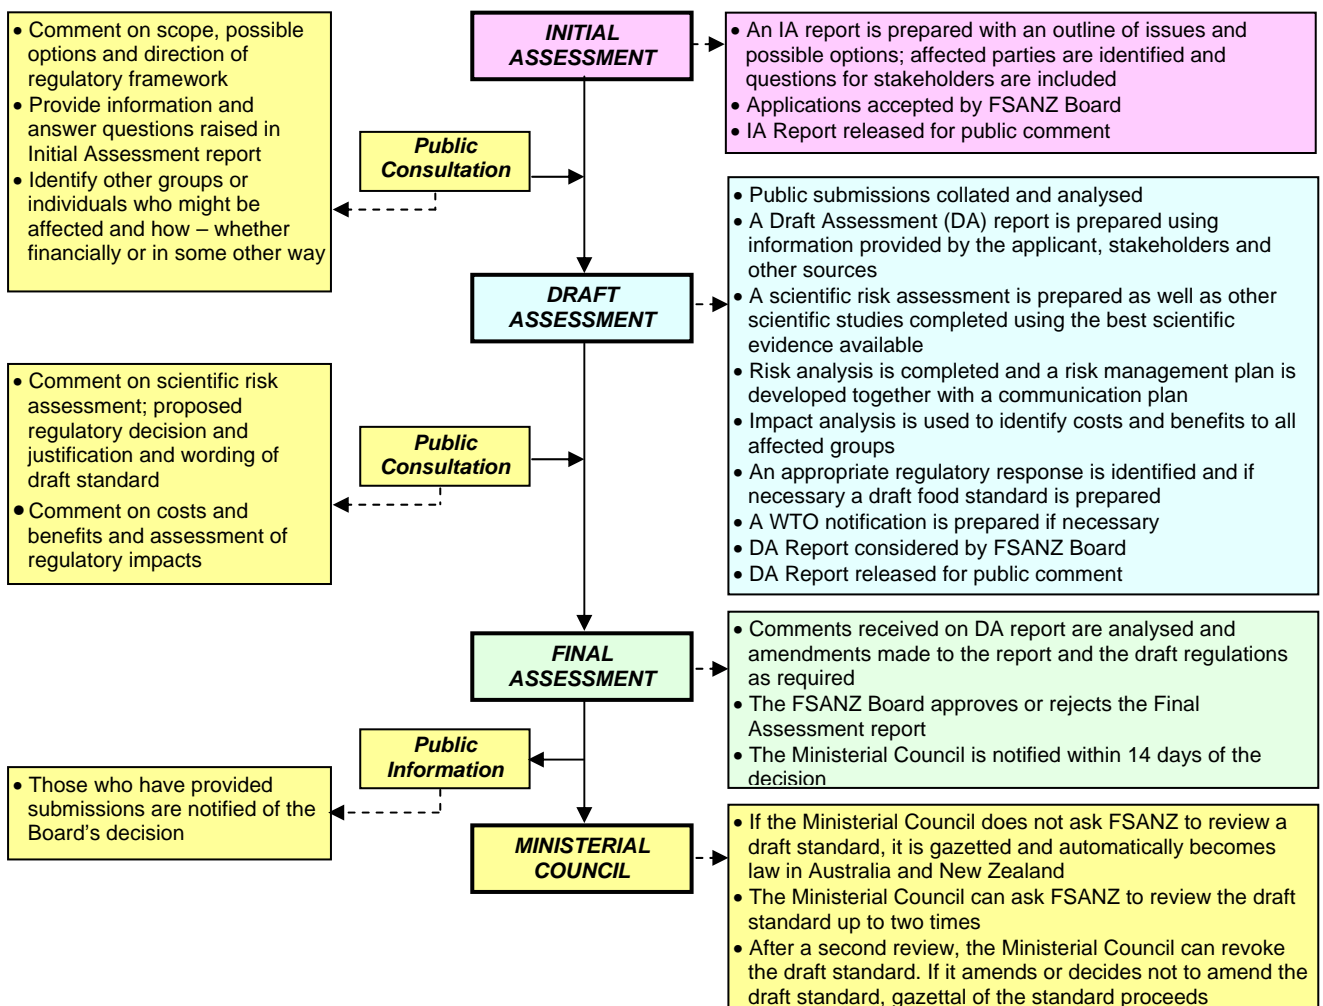 INITIAL
ASSESSMENT
• An IA report is prepared with an outline of issues and
possible options; affected parties are identified and
questions for stakeholders are included
• Applications accepted by FSANZ Board
• IA Report released for public comment
• Comment on scope, possible
options and direction of
regulatory framework
• Provide information and
answer questions raised in
Initial Assessment report
• Identify other groups or
individuals who might be
affected and how – whether
financially or in some other way
Public
Consultation
DRAFT
ASSESSMENT
• Public submissions collated and analysed
• A Draft Assessment (DA) report is prepared using
information provided by the applicant, stakeholders and
other sources
• A scientific risk assessment is prepared as well as other
scientific studies completed using the best scientific
evidence available
• Risk analysis is completed and a risk management plan is
developed together with a communication plan
• Impact analysis is used to identify costs and benefits to all
affected groups
• An appropriate regulatory response is identified and if
necessary a draft food standard is prepared
• A WTO notification is prepared if necessary
• DA Report considered by FSANZ Board
• DA Report released for public comment
• Comment on scientific risk
assessment; proposed
regulatory decision and
justification and wording of
draft standard
• Comment on costs and
benefits and assessment of
regulatory impacts
Public
Consultation
FINAL
ASSESSMENT
• Comments received on DA report are analysed and
amendments made to the report and the draft regulations
as required
• The FSANZ Board approves or rejects the Final
Assessment report
• The Ministerial Council is notified within 14 days of the
decision
Public
Information
• Those who have provided
submissions are notified of the
Board's decision
MINISTERIAL
COUNCIL
• If the Ministerial Council does not ask FSANZ to review a
draft standard, it is gazetted and automatically becomes
law in Australia and New Zealand
• The Ministerial Council can ask FSANZ to review the draft
standard up to two times
• After a second review, the Ministerial Council can revoke
the draft standard. If it amends or decides not to amend the
draft standard, gazettal of the standard proceeds